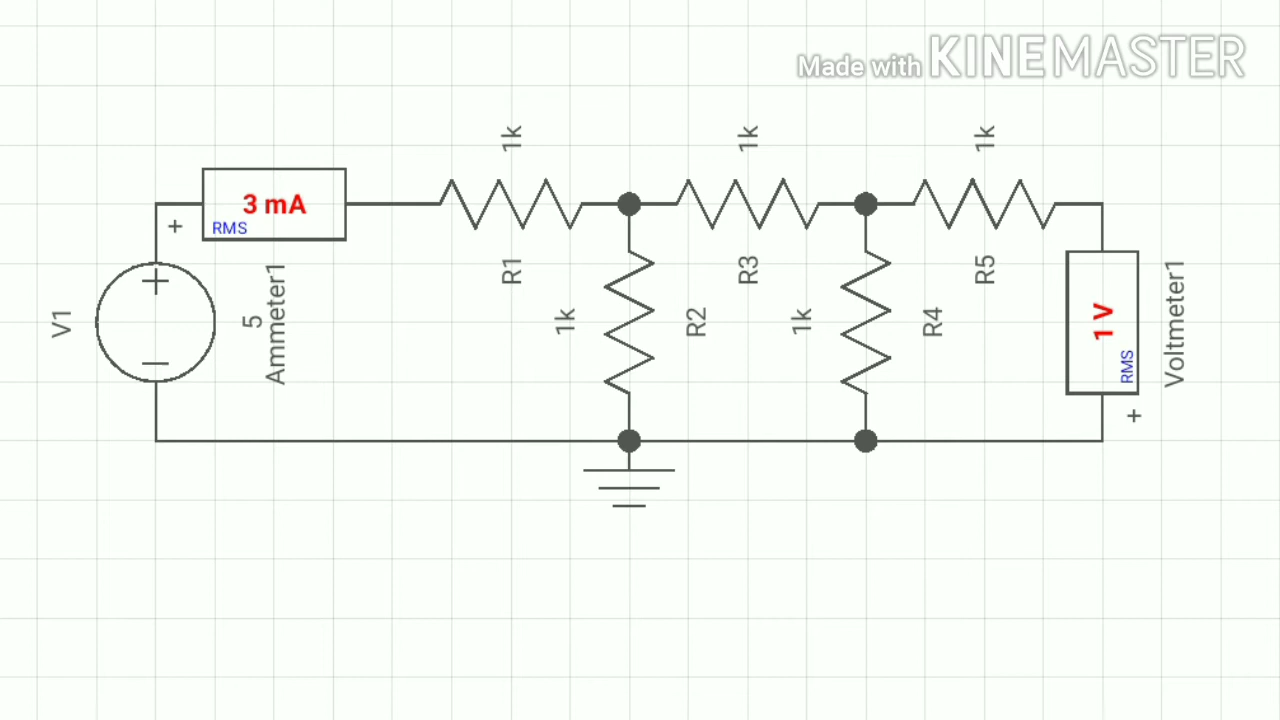 Made with KINEMASTER
1k
1k
1k
3 mA
RMS
+
R1
R3
R5
V1
5
Ammeter1
1k
R2
1k
R4
1 V
RMS
Voltmeter1
+